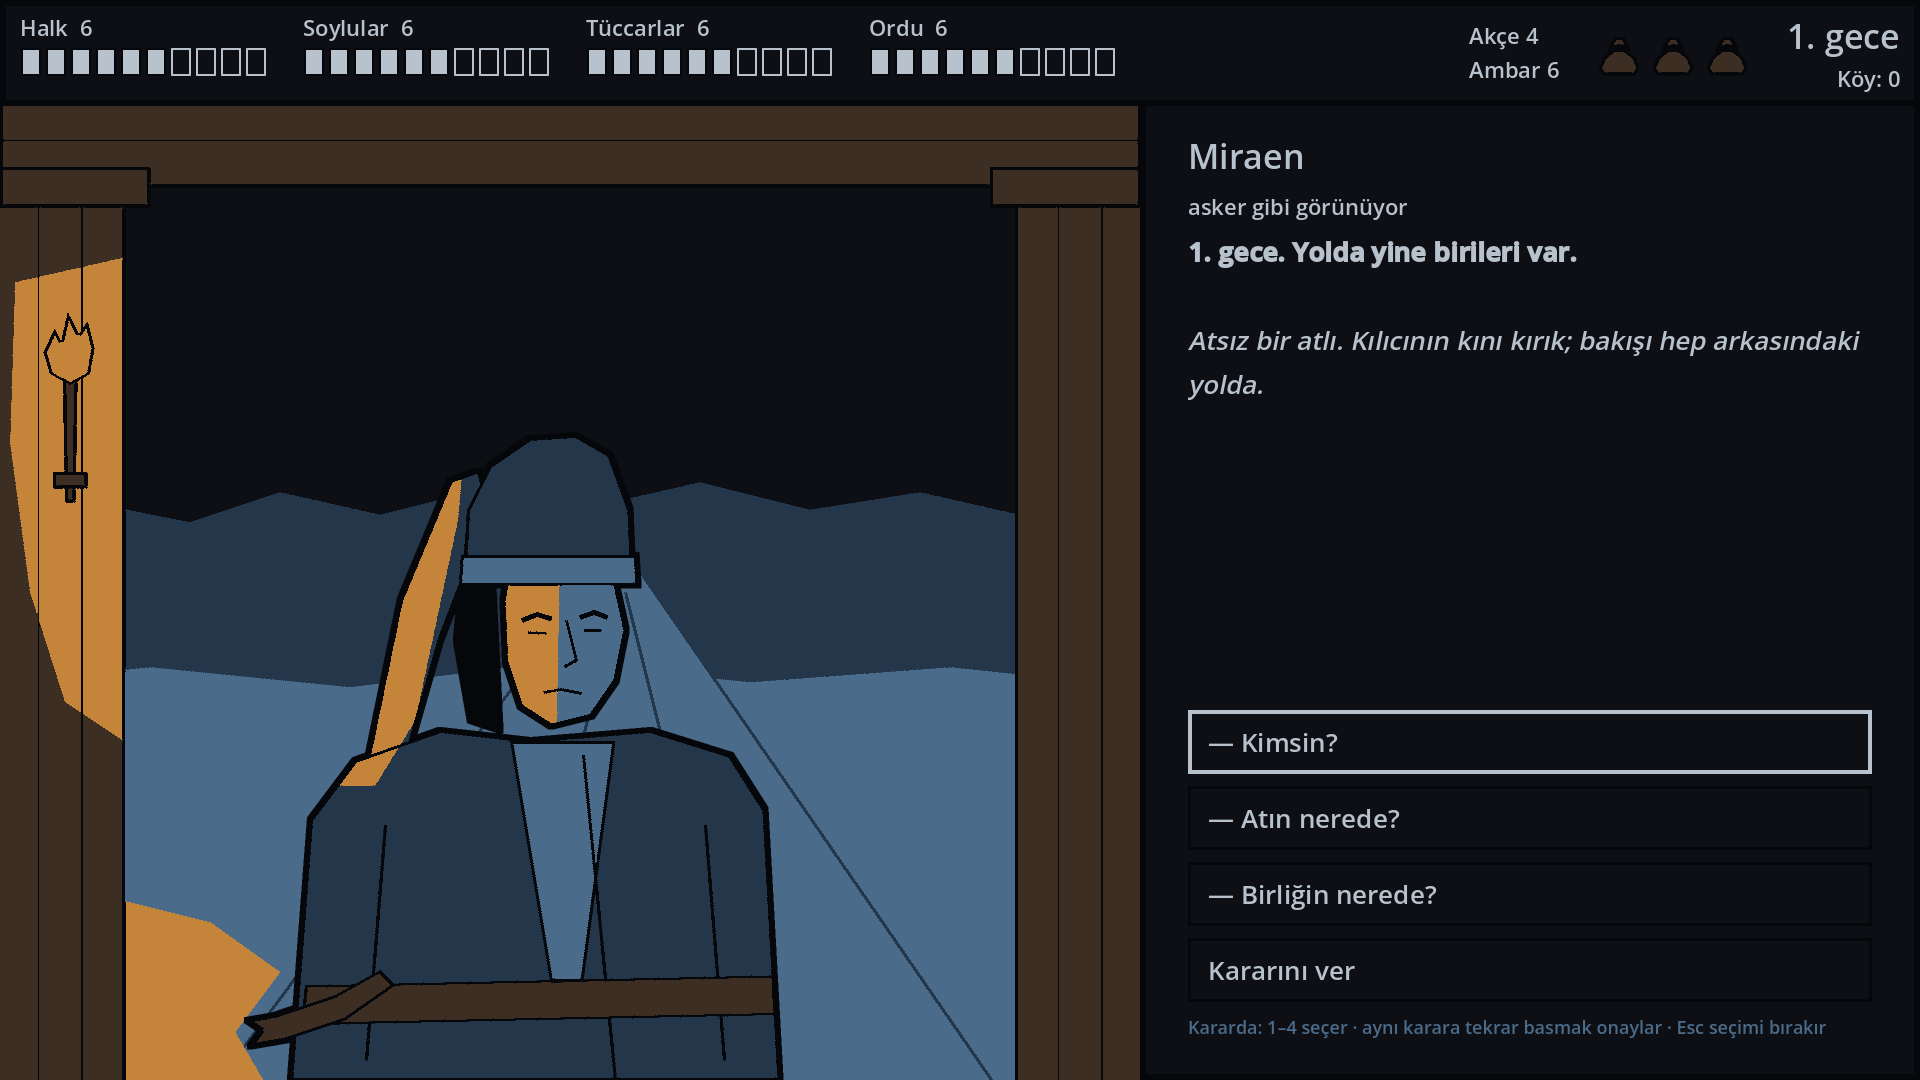 Halk 6
Soylular 6
Tüccarlar 6
Ordu 6
Akçe 4
Ambar 6
1. gece
Köy: 0
Miraen
asker gibi görünüyor
1. gece. Yolda yine birileri var.
Atsız bir atlı. Kılıcının kını kırık; bakışı hep arkasındaki
yolda.
— Kimsin?
— Atın nerede?
— Birliğin nerede?
Kararını ver
Kararda: 1–4 seçer · aynı karara tekrar basmak onaylar · Esc seçimi bırakır